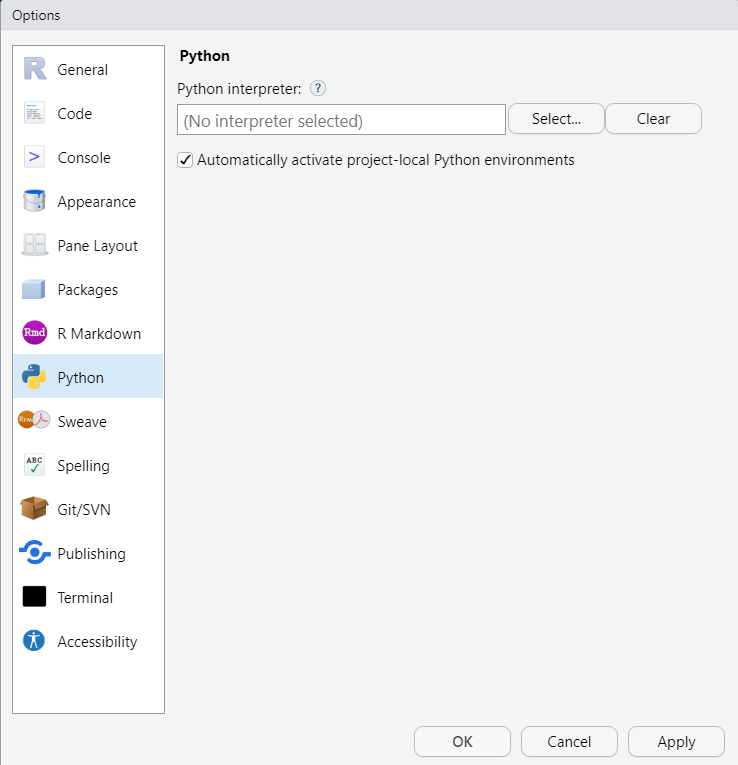 Options
General
Code
Console
Appearance
Pane Layout
Packages
Rmd R Markdown
Python
Rnw Sweave
ABC Spelling
Git/SVN
Publishing
Terminal
Accessibility
Python
Python interpreter: ?
(No interpreter selected) Select... Clear
Automatically activate project-local Python environments
OK Cancel Apply